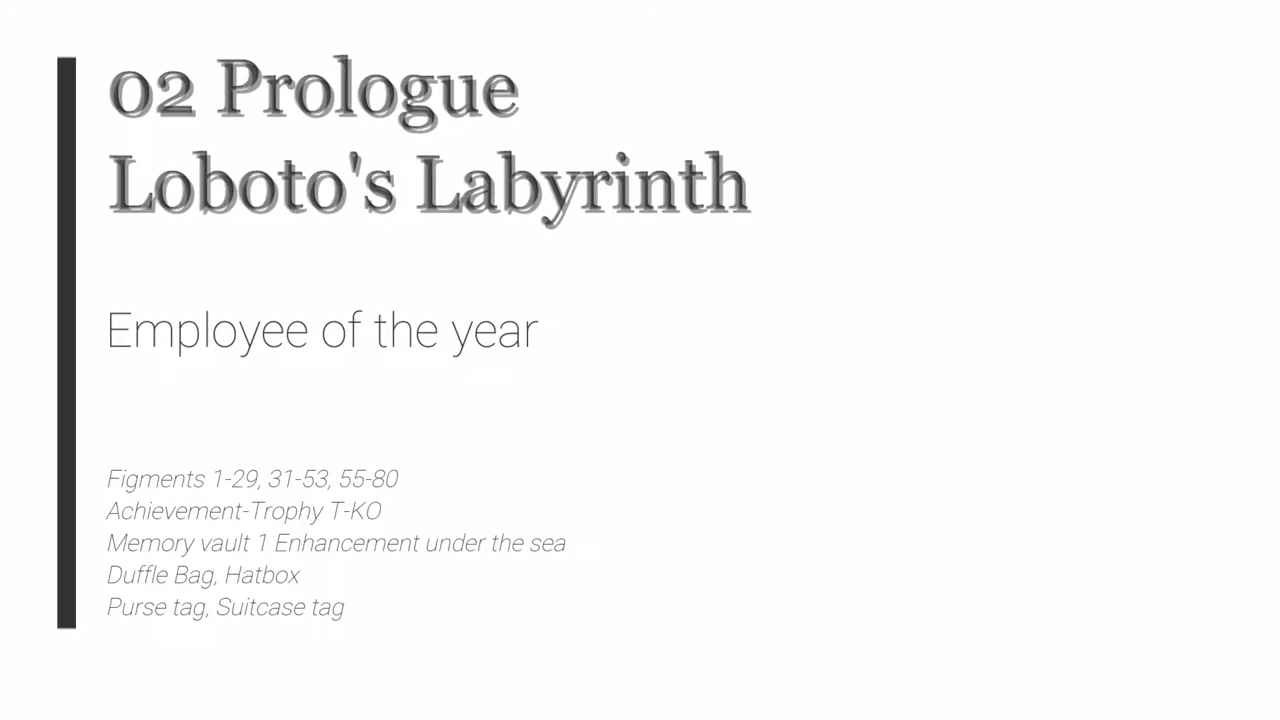 02 Prologue
Loboto's Labyrinth
Employee of the year
Figments 1-29, 31-53, 55-80
Achievement-Trophy T-KO
Memory vault 1 Enhancement under the sea
Duffle Bag, Hatbox
Purse tag, Suitcase tag